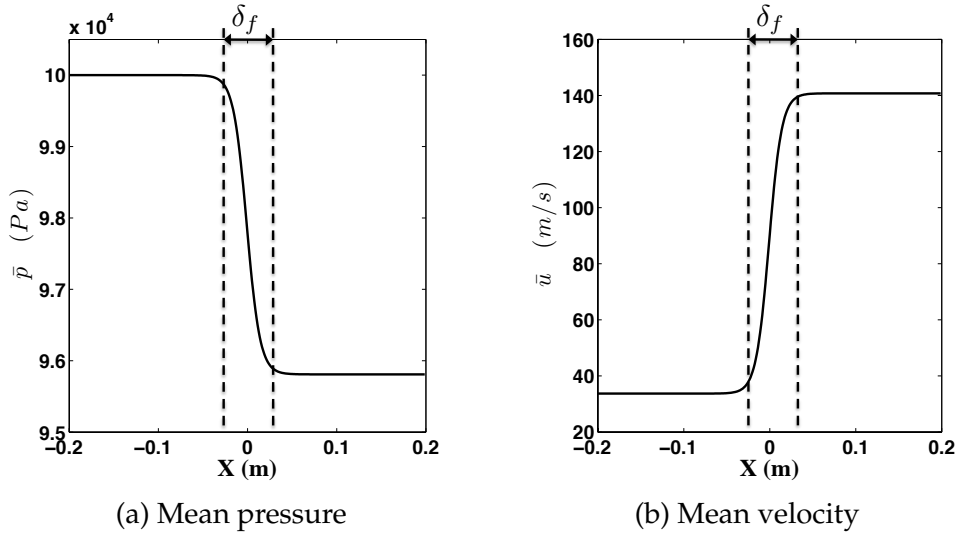 x 10⁴
δ_f
10
9.9
9.8
9.7
9.6
9.5
p̄ (Pa)
−0.2
−0.1
0
0.1
0.2
X (m)
(a) Mean pressure
δ_f
160
140
120
100
80
60
40
20
ū (m/s)
−0.2
−0.1
0
0.1
0.2
X (m)
(b) Mean velocity